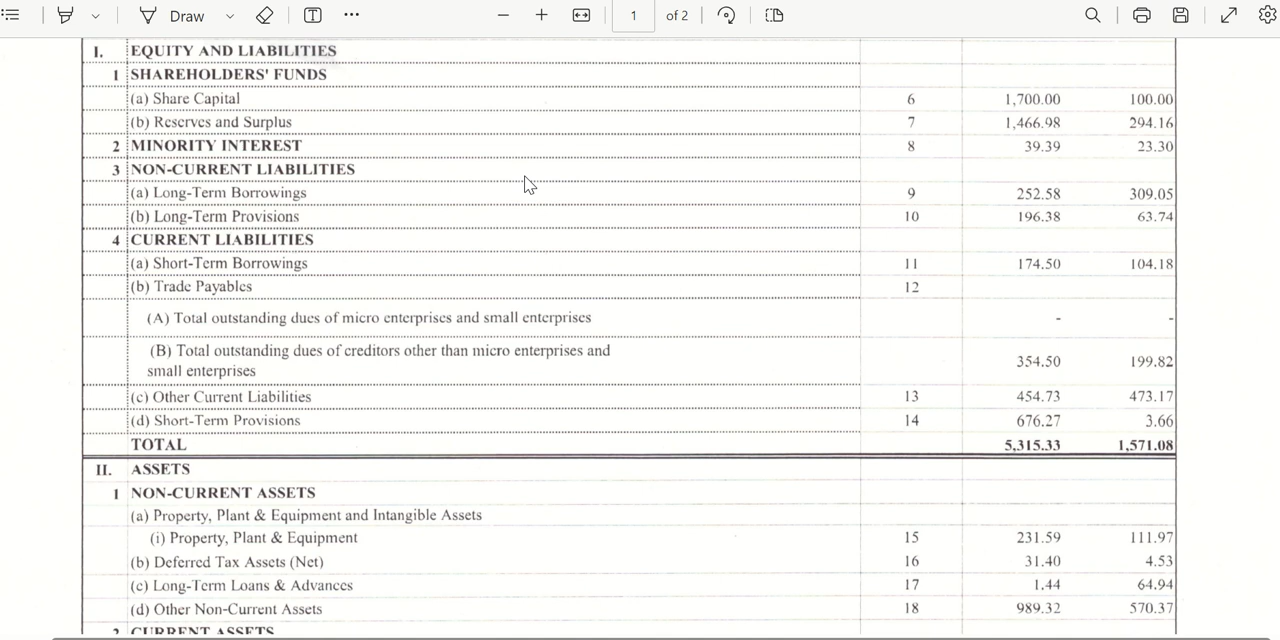 Draw
1 of 2
I. EQUITY AND LIABILITIES
1 SHAREHOLDERS' FUNDS
(a) Share Capital 6 1,700.00 100.00
(b) Reserves and Surplus 7 1,466.98 294.16
2 MINORITY INTEREST 8 39.39 23.30
3 NON-CURRENT LIABILITIES
(a) Long-Term Borrowings 9 252.58 309.05
(b) Long-Term Provisions 10 196.38 63.74
4 CURRENT LIABILITIES
(a) Short-Term Borrowings 11 174.50 104.18
(b) Trade Payables 12
(A) Total outstanding dues of micro enterprises and small enterprises - -
(B) Total outstanding dues of creditors other than micro enterprises and
small enterprises 354.50 199.82
(c) Other Current Liabilities 13 454.73 473.17
(d) Short-Term Provisions 14 676.27 3.66
TOTAL 5,315.33 1,571.08
II. ASSETS
1 NON-CURRENT ASSETS
(a) Property, Plant & Equipment and Intangible Assets
(i) Property, Plant & Equipment 15 231.59 111.97
(b) Deferred Tax Assets (Net) 16 31.40 4.53
(c) Long-Term Loans & Advances 17 1.44 64.94
(d) Other Non-Current Assets 18 989.32 570.37
2 CURRENT ASSETS